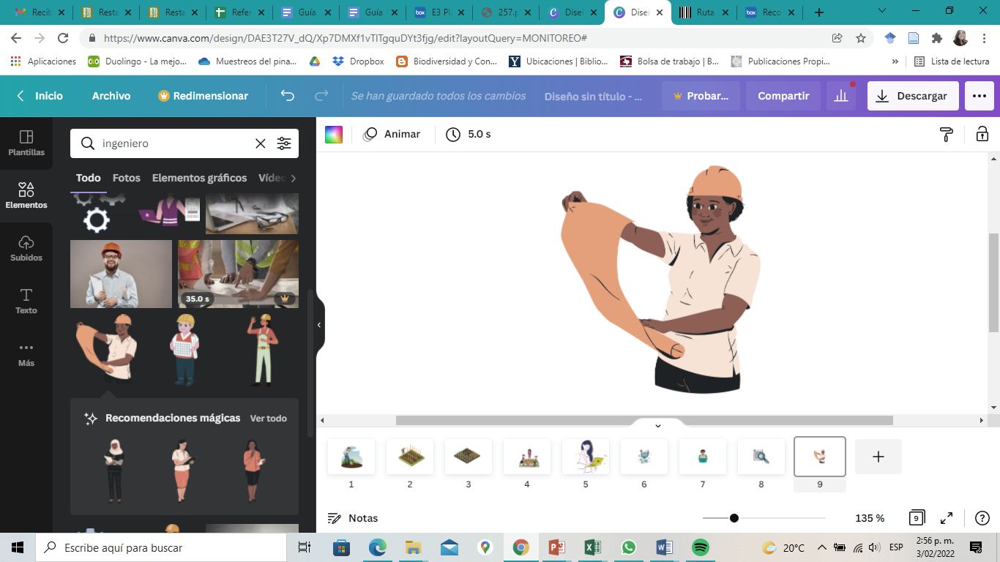 Recib
Resta
Resta
Refer
Guía
Guía
E3 Pl
257.p
Diser
Diser
Ruta
Reco
https://www.canva.com/design/DAE3T27V_dQ/Xp7DMXf1vTITgquDYt3fjg/edit?layoutQuery=MONITOREO#
Aplicaciones
Duolingo - La mejo...
Muestreos del pina...
Dropbox
Biodiversidad y Con...
Ubicaciones | Biblio...
Bolsa de trabajo | B...
Publicaciones Propi...
»
Lista de lectura
Inicio
Archivo
Redimensionar
Se han guardado todos los cambios
Diseño sin título - ...
Probar...
Compartir
Descargar
Plantillas
Elementos
Subidos
Texto
Más
ingeniero
Todo
Fotos
Elementos gráficos
Vídeo
35.0 s
Recomendaciones mágicas
Ver todo
Animar
5.0 s
1
2
3
4
5
6
7
8
9
Notas
135 %
9
Escribe aquí para buscar
20°C
ESP
2:56 p. m.
3/02/2022